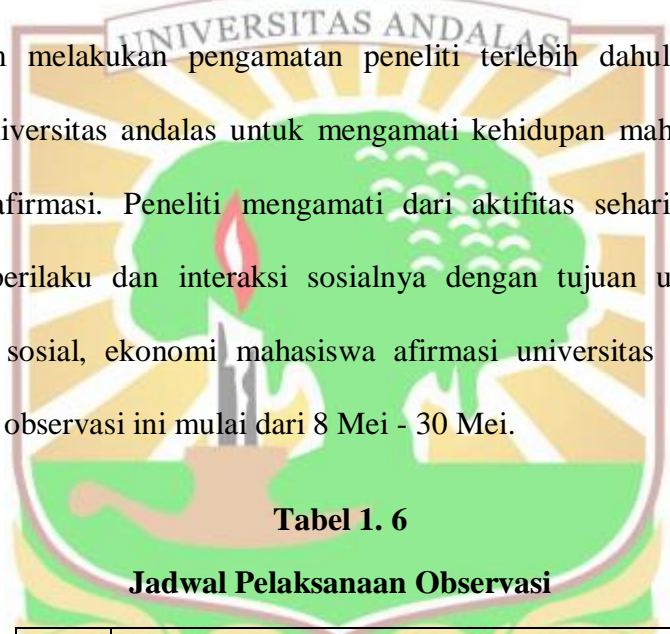 UNIVERSITAS ANDALAS
melakukan pengamatan peneliti terlebih dahul
iversitas andalas untuk mengamati kehidupan mah
afirmasi. Peneliti mengamati dari aktifitas sehari
perilaku dan interaksi sosialnya dengan tujuan u
sosial, ekonomi mahasiswa afirmasi universitas
observasi ini mulai dari 8 Mei - 30 Mei.
Tabel 1. 6
Jadwal Pelaksanaan Observasi